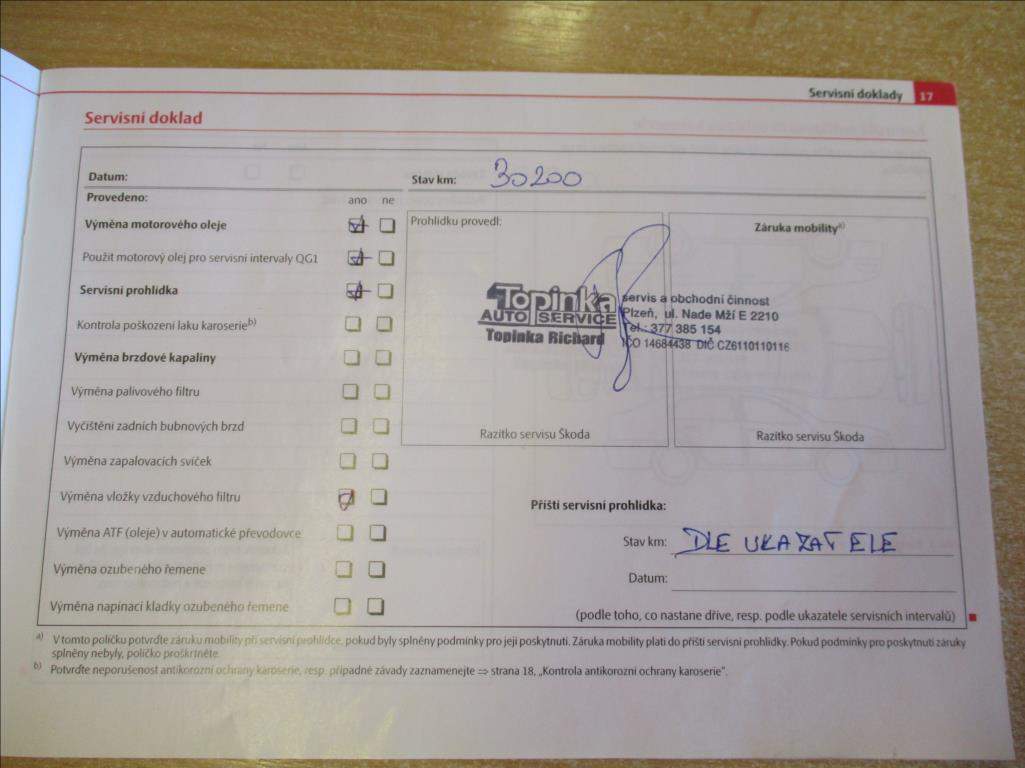 Servisní doklady 17
Servisní doklad
Datum:
Stav km: 30200
Provedeno:
ano ne
Výměna motorového oleje
Použit motorový olej pro servisní intervaly QG1
Servisní prohlídka
Kontrola poškození laku karoserie b)
Výměna brzdové kapaliny
Výměna palivového filtru
Vyčištění zadních bubnových brzd
Výměna zapalovacích svíček
Výměna vložky vzduchového filtru
Výměna ATF (oleje) v automatické převodovce
Výměna ozubeného řemene
Výměna napínací kladky ozubeného řemene
Prohlídku provedl:
Topinka
AUTO SERVICE
Topinka Richard
servis a obchodní činnost
Plzeň, ul. Nade Mží E 2210
Tel.: 377 385 154
IČO 14684438 DIČ CZ6110110116
Razítko servisu Škoda
Záruka mobility a)
Razítko servisu Škoda
Příští servisní prohlídka:
Stav km: DLE UKAZATELE
Datum:
(podle toho, co nastane dříve, resp. podle ukazatele servisních intervalů)
a) V tomto políčku potvrďte záruku mobility při servisní prohlídce, pokud byly splněny podmínky pro její poskytnutí. Záruka mobility platí do příští servisní prohlídky. Pokud podmínky pro poskytnutí záruky
splněny nebyly, políčko proškrtněte.
b) Potvrďte neporušenost antikorozní ochrany karoserie, resp. případné závady zaznamenejte ⇒ strana 18, „Kontrola antikorozní ochrany karoserie“.